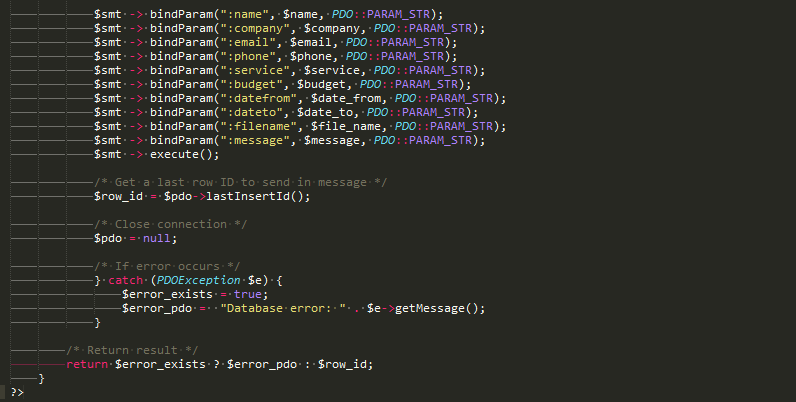 $smt -> bindParam(":name", $name, PDO::PARAM_STR);
$smt -> bindParam(":company", $company, PDO::PARAM_STR);
$smt -> bindParam(":email", $email, PDO::PARAM_STR);
$smt -> bindParam(":phone", $phone, PDO::PARAM_STR);
$smt -> bindParam(":service", $service, PDO::PARAM_STR);
$smt -> bindParam(":budget", $budget, PDO::PARAM_STR);
$smt -> bindParam(":datefrom", $date_from, PDO::PARAM_STR);
$smt -> bindParam(":dateto", $date_to, PDO::PARAM_STR);
$smt -> bindParam(":filename", $file_name, PDO::PARAM_STR);
$smt -> bindParam(":message", $message, PDO::PARAM_STR);
$smt -> execute();
/* Get a last row ID to send in message */
$row_id = $pdo->lastInsertId();
/* Close connection */
$pdo = null;
/* If error occurs */
} catch (PDOException $e) {
$error_exists = true;
$error_pdo =  "Database error: " . $e->getMessage();
}
/* Return result */
return $error_exists ? $error_pdo : $row_id;
}
?>